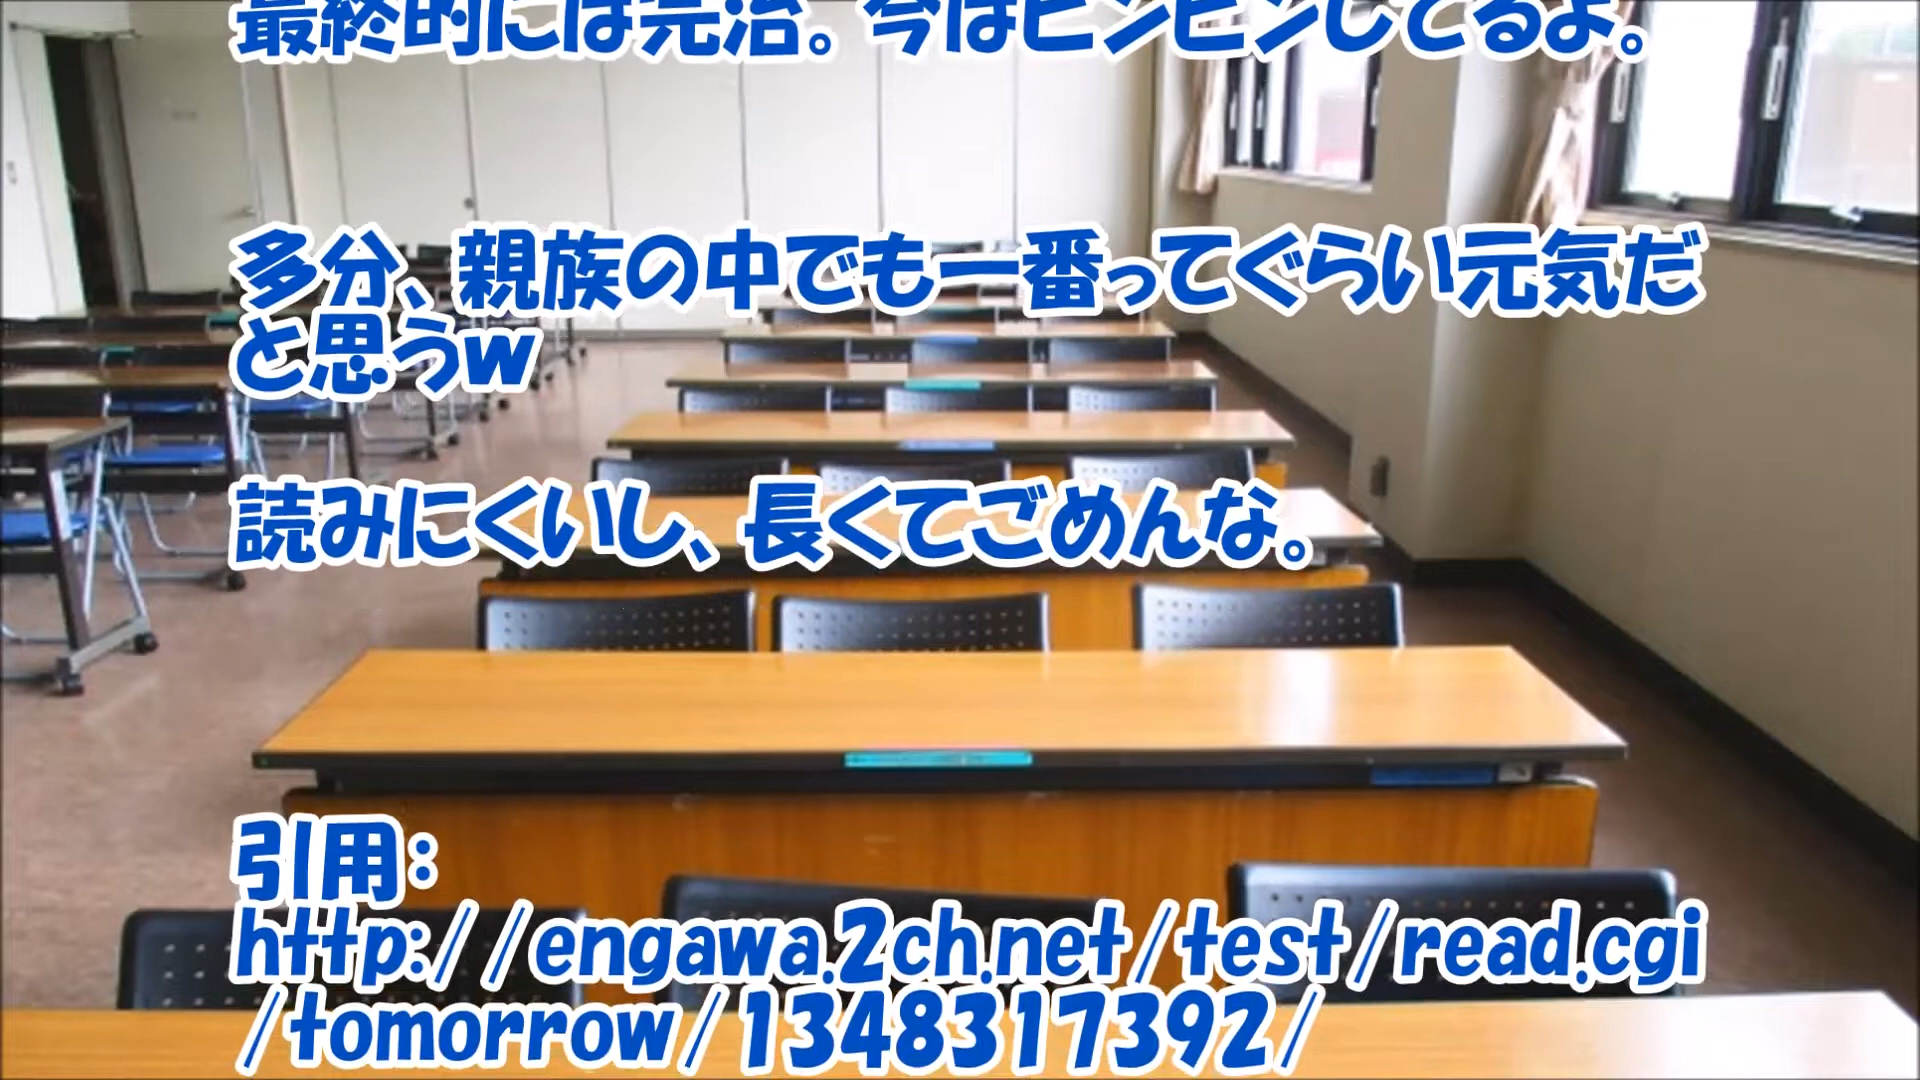 最終的には完治。今はピンピンしてるよ。
多分、親族の中でも一番ってぐらい元気だ
と思うw
読みにくいし、長くてごめんな。
引用:
http://engawa.2ch.net/test/read.cgi
/tomorrow/1348317392/